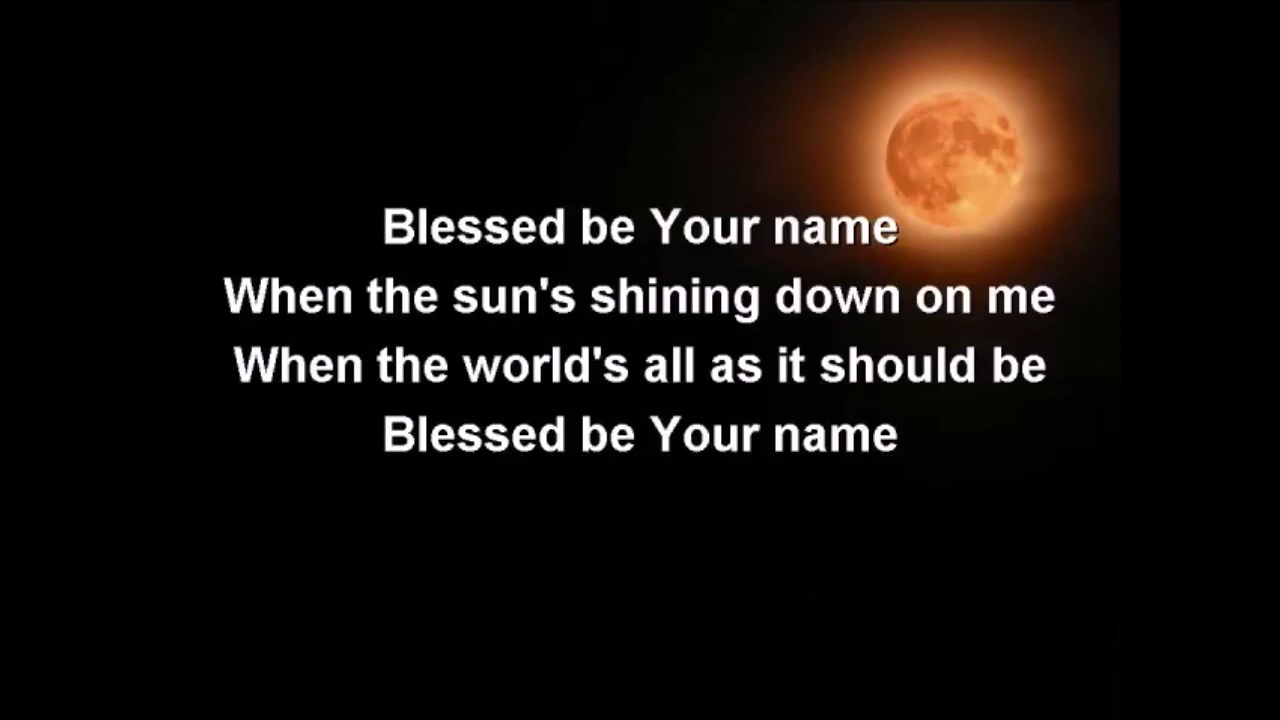 Blessed be Your name
When the sun's shining down on me
When the world's all as it should be
Blessed be Your name